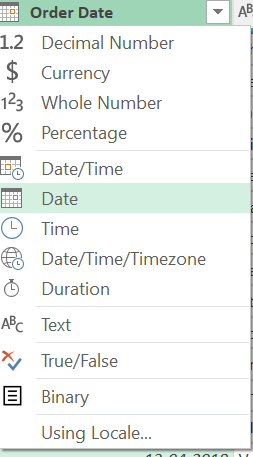 Order Date
1.2 Decimal Number
$ Currency
1²3 Whole Number
% Percentage
Date/Time
Date
Time
Date/Time/Timezone
Duration
ABC Text
True/False
Binary
Using Locale...